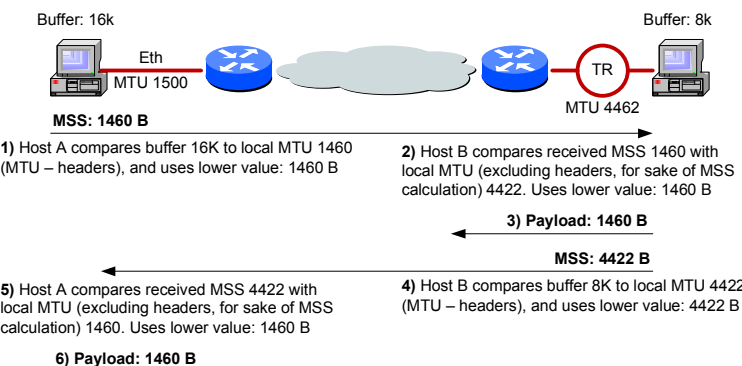 Buffer: 16k
Buffer: 8k
Eth
MTU 1500
TR
MTU 4462
MSS: 1460 B
1) Host A compares buffer 16K to local MTU 1460
(MTU – headers), and uses lower value: 1460 B
2) Host B compares received MSS 1460 with
local MTU (excluding headers, for sake of MSS
calculation) 4422. Uses lower value: 1460 B
3) Payload: 1460 B
MSS: 4422 B
4) Host B compares buffer 8K to local MTU 4422
(MTU – headers), and uses lower value: 4422 B
5) Host A compares received MSS 4422 with
local MTU (excluding headers, for sake of MSS
calculation) 1460. Uses lower value: 1460 B
6) Payload: 1460 B